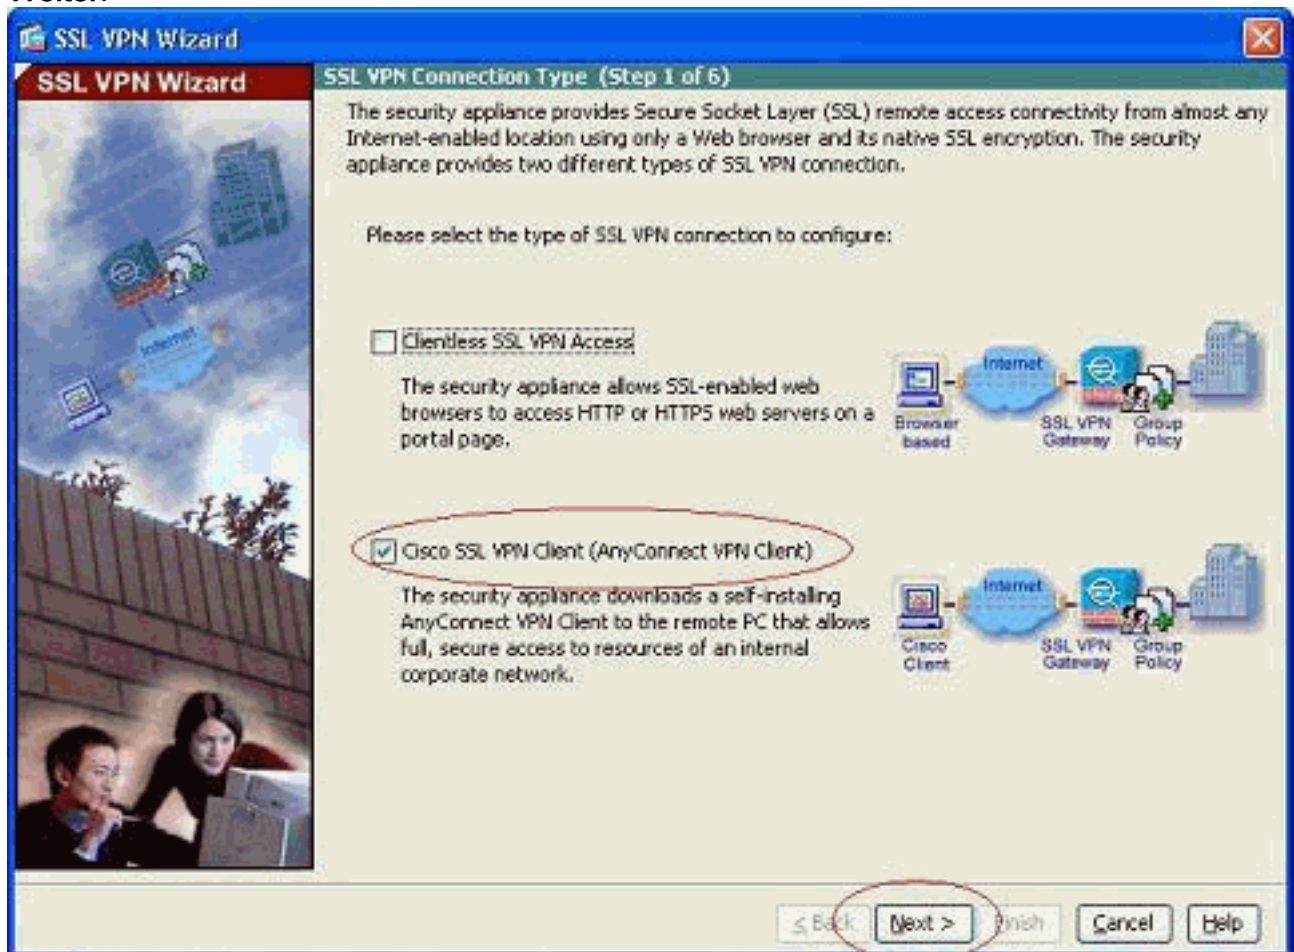 Weiter.
SSL VPN Wizard
SSL VPN Wizard
SSL VPN Connection Type (Step 1 of 6)
The security appliance provides Secure Socket Layer (SSL) remote access connectivity from almost any
Internet-enabled location using only a Web browser and its native SSL encryption. The security
appliance provides two different types of SSL VPN connection.
Please select the type of SSL VPN connection to configure:
Internet
Clientless SSL VPN Access
The security appliance allows SSL-enabled web
browsers to access HTTP or HTTPS web servers on a
portal page.
Internet
Browser
based
SSL VPN
Gateway
Group
Policy
Cisco SSL VPN Client (AnyConnect VPN Client)
The security appliance downloads a self-installing
AnyConnect VPN Client to the remote PC that allows
full, secure access to resources of an internal
corporate network.
Internet
Cisco
Client
SSL VPN
Gateway
Group
Policy
< Back
Next >
Finish
Cancel
Help